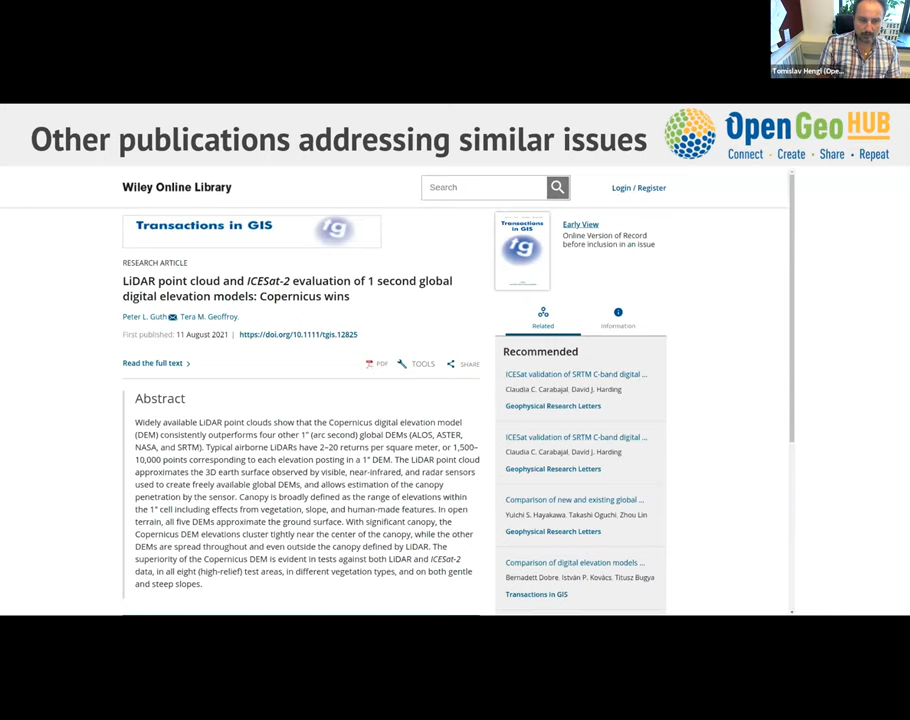 Tomislav Hengl (Ope...
Other publications addressing similar issues
Open Geo HUB
Connect - Create - Share - Repeat
Wiley Online Library
Search
Login / Register
Transactions in GIS
tg
Transactions
in GIS
tg
Early View
Online Version of Record
before inclusion in an issue
RESEARCH ARTICLE
LiDAR point cloud and ICESat-2 evaluation of 1 second global
digital elevation models: Copernicus wins
Peter L. Guth, Tera M. Geoffroy,
First published: 11 August 2021 | https://doi.org/10.1111/tgis.12825
Related
Information
Read the full text >
PDF
TOOLS
SHARE
Abstract
Widely available LiDAR point clouds show that the Copernicus digital elevation model
(DEM) consistently outperforms four other 1″ (arc second) global DEMs (ALOS, ASTER,
NASA, and SRTM). Typical airborne LiDARs have 2–20 returns per square meter, or 1,500–
10,000 points corresponding to each elevation posting in a 1″ DEM. The LiDAR point cloud
approximates the 3D earth surface observed by visible, near-infrared, and radar sensors
used to create freely available global DEMs, and allows estimation of the canopy
penetration by the sensor. Canopy is broadly defined as the range of elevations within
the 1″ cell including effects from vegetation, slope, and human-made features. In open
terrain, all five DEMs approximate the ground surface. With significant canopy, the
Copernicus DEM elevations cluster tightly near the center of the canopy, while the other
DEMs are spread throughout and even outside the canopy defined by LiDAR. The
superiority of the Copernicus DEM is evident in tests against both LiDAR and ICESat-2
data, in all eight (high-relief) test areas, in different vegetation types, and on both gentle
and steep slopes.
Recommended
ICESat validation of SRTM C-band digital ...
Claudia C. Carabajal, David J. Harding
Geophysical Research Letters
ICESat validation of SRTM C-band digital ...
Claudia C. Carabajal, David J. Harding
Geophysical Research Letters
Comparison of new and existing global ...
Yuichi S. Hayakawa, Takashi Oguchi, Zhou Lin
Geophysical Research Letters
Comparison of digital elevation models ...
Bernadett Dobre, István P. Kovács, Titusz Bugya
Transactions in GIS